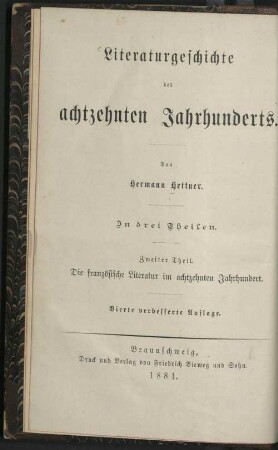 Literaturgeschichte
des
achtzehnten Jahrhunderts.
Von
Hermann Hettner.
In drei Theilen.
Zweiter Theil.
Die französische Literatur im achtzehnten Jahrhundert.
Vierte verbesserte Auflage.
Braunschweig,
Druck und Verlag von Friedrich Vieweg und Sohn.
1881.